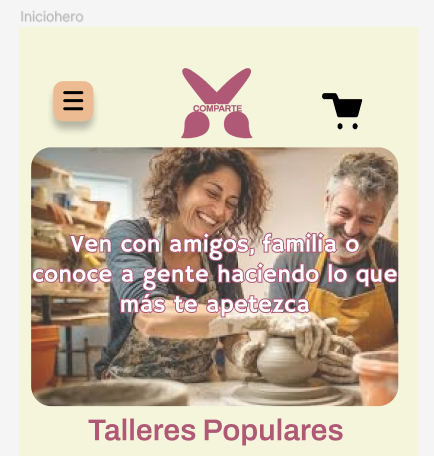 Iniciohero
COMPARTE
Ven con amigos, familia o
conoce a gente haciendo lo que
más te apetezca
Talleres Populares